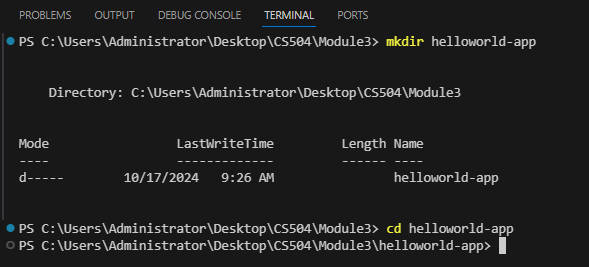 PROBLEMS OUTPUT DEBUG CONSOLE TERMINAL PORTS
PS C:\Users\Administrator\Desktop\CS504\Module3> mkdir helloworld-app
Directory: C:\Users\Administrator\Desktop\CS504\Module3
Mode LastWriteTime Length Name
---- ------------- ------ ----
d----- 10/17/2024 9:26 AM helloworld-app
PS C:\Users\Administrator\Desktop\CS504\Module3> cd helloworld-app
PS C:\Users\Administrator\Desktop\CS504\Module3\helloworld-app>